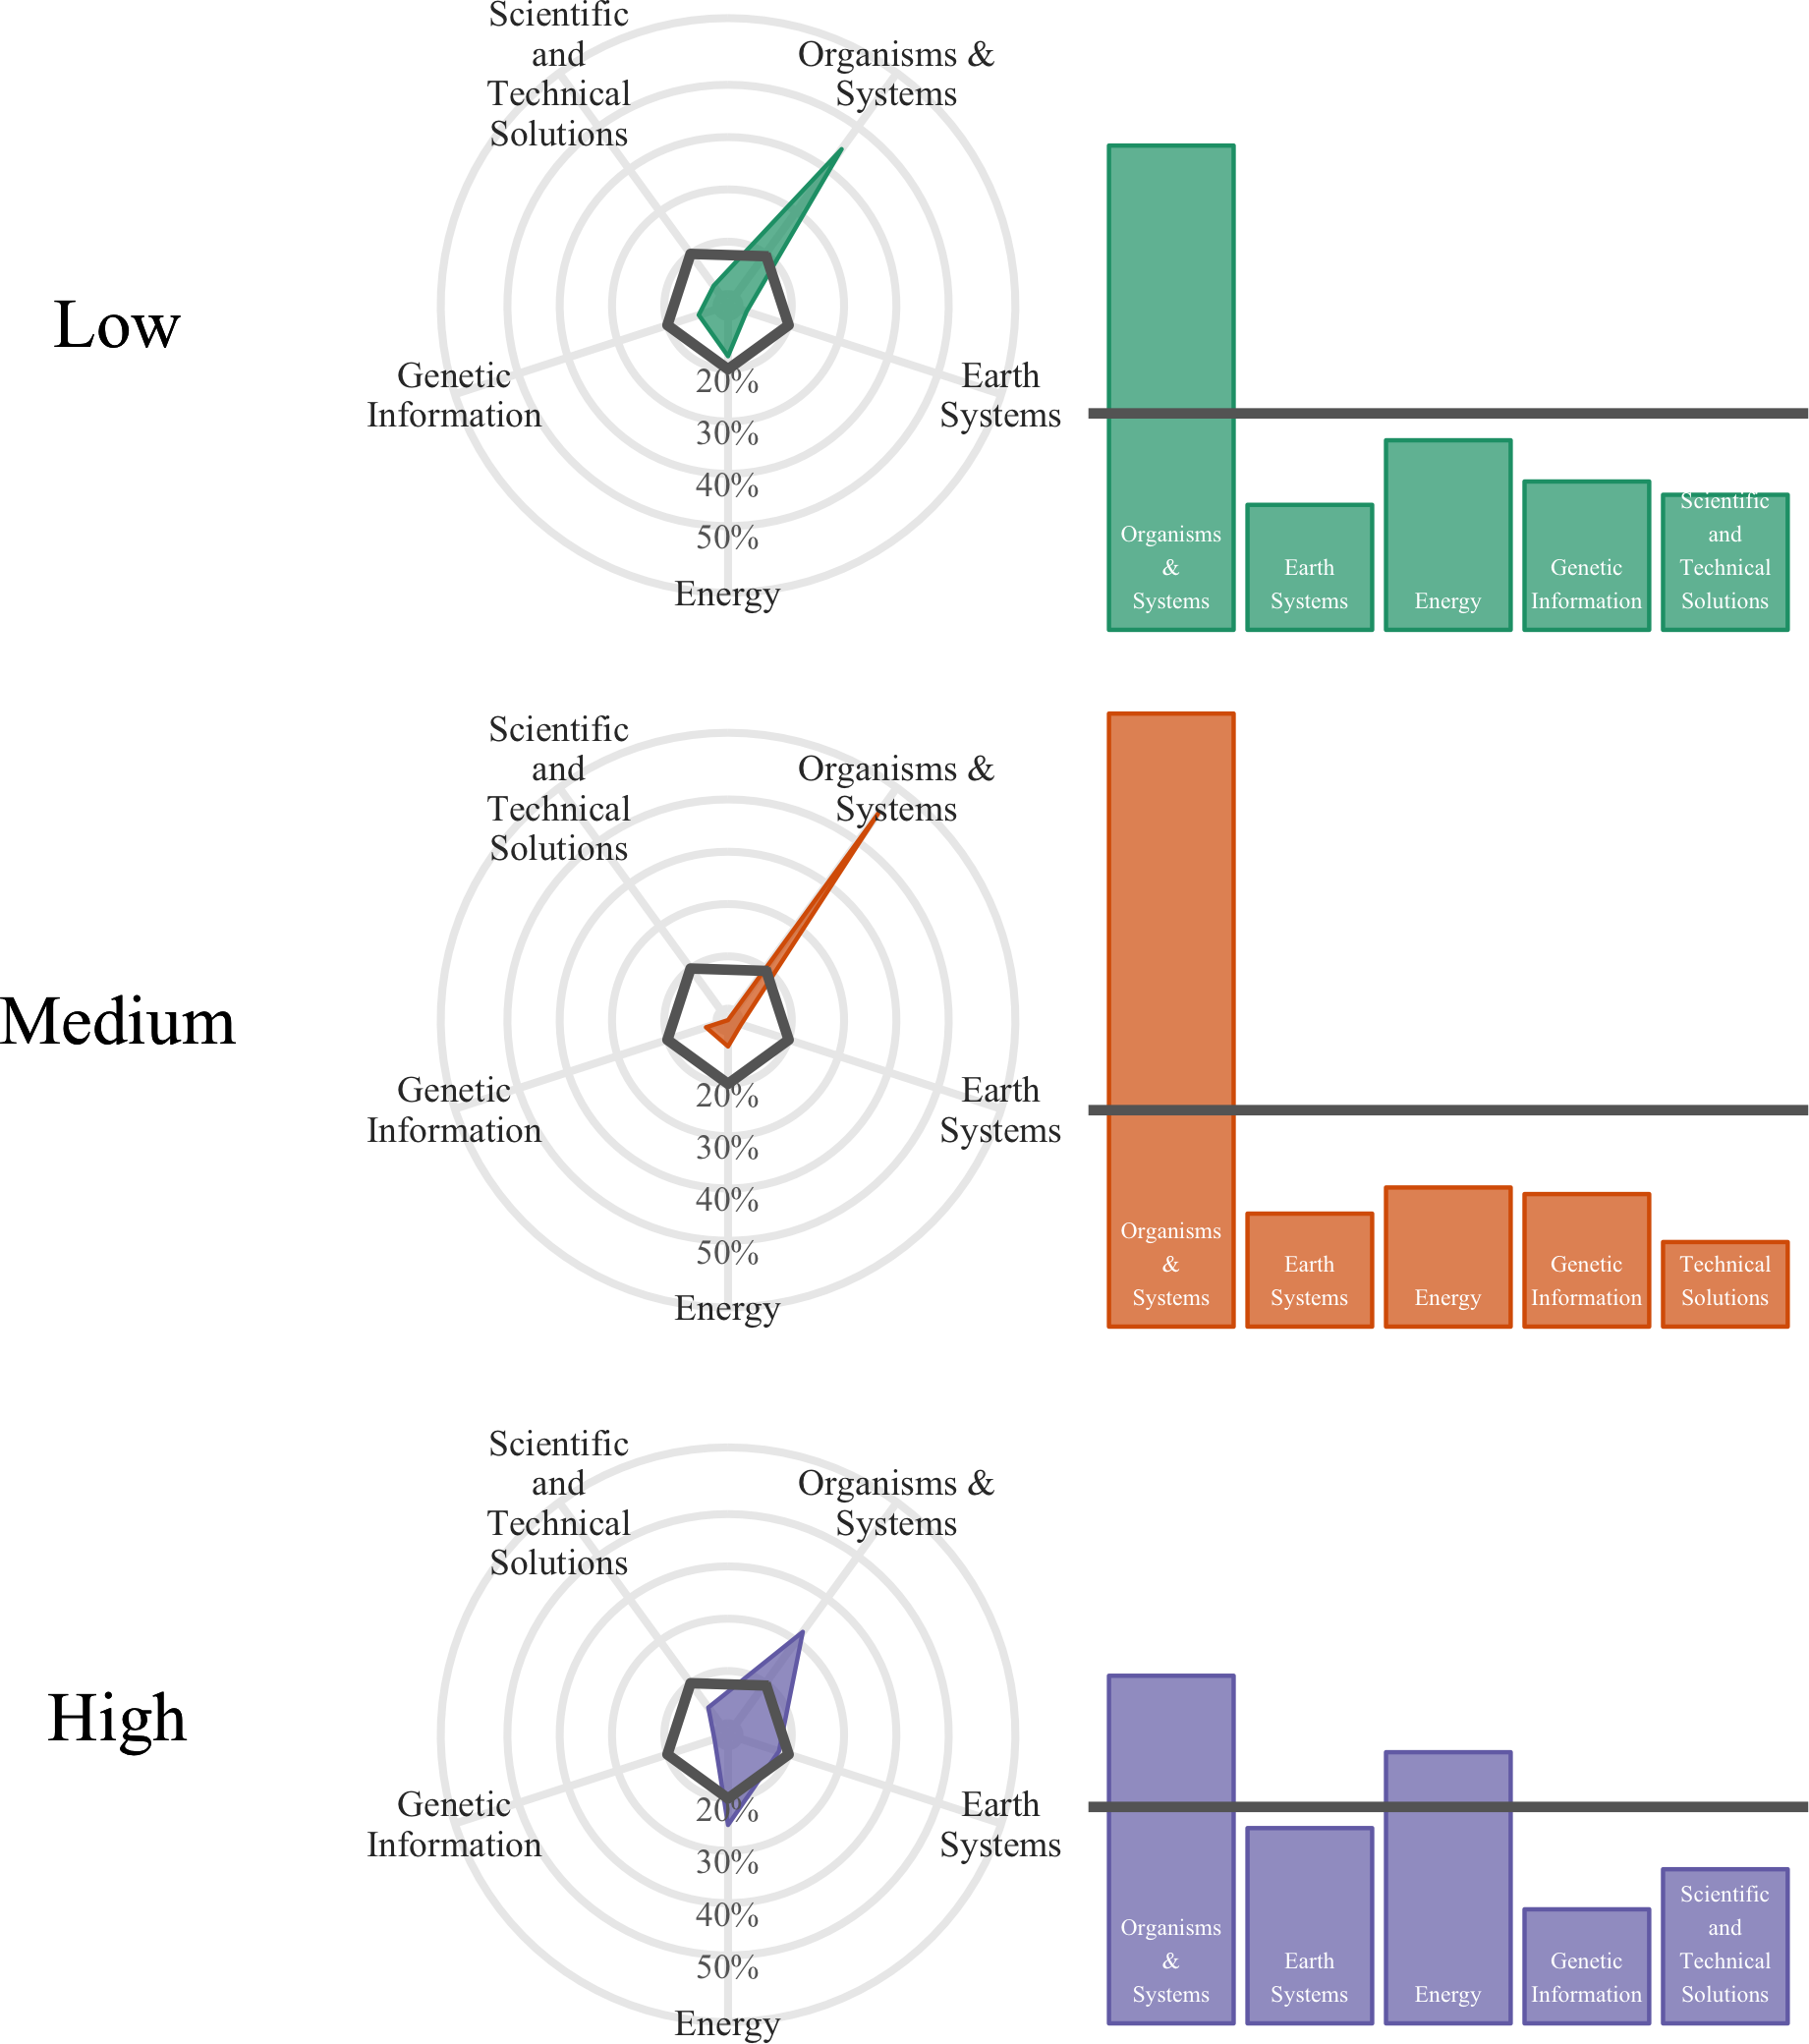 Scientific
and
Technical
Solutions
Organisms &
Systems
Low
Genetic
Information
Earth
Systems
20%
30%
40%
50%
Energy
Organisms
&
Systems
Earth
Systems
Energy
Genetic
Information
Scientific
and
Technical
Solutions
Scientific
and
Technical
Solutions
Organisms &
Systems
Medium
Genetic
Information
Earth
Systems
20%
30%
40%
50%
Energy
Organisms
&
Systems
Earth
Systems
Energy
Genetic
Information
Technical
Solutions
Scientific
and
Technical
Solutions
Organisms &
Systems
High
Genetic
Information
Earth
Systems
20%
30%
40%
50%
Energy
Organisms
&
Systems
Earth
Systems
Energy
Genetic
Information
Scientific
and
Technical
Solutions